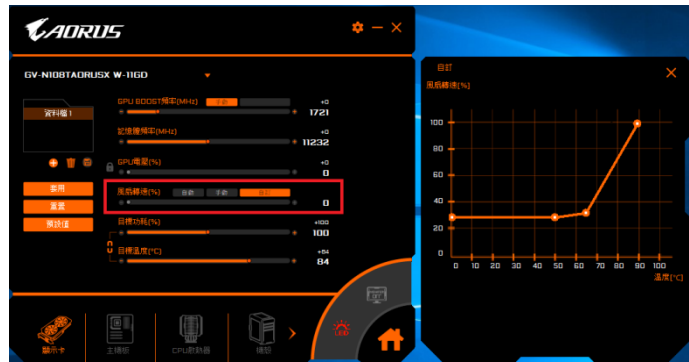 AORUS
GV-N108TAORUSX W-11GD
資料檔 1
套用
重置
預設值
GPU BOOST頻率(MHz) 手動
+0
1721
記憶體頻率(MHz)
+0
11232
GPU電壓(%)
+0
0
風扇轉速(%) 自動 手動 自訂
0
目標功耗(%)
+100
100
目標溫度(°C)
+84
84
顯示卡
主機板
CPU散熱器
機殼
自訂
風扇轉速(%)
100
80
60
40
20
0
0 10 20 30 40 50 60 70 80 90 100
溫度(°C)